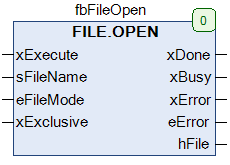 fbFileOpen
0
FILE.OPEN
xExecute xDone
sFileName xBusy
eFileMode xError
xExclusive eError
hFile